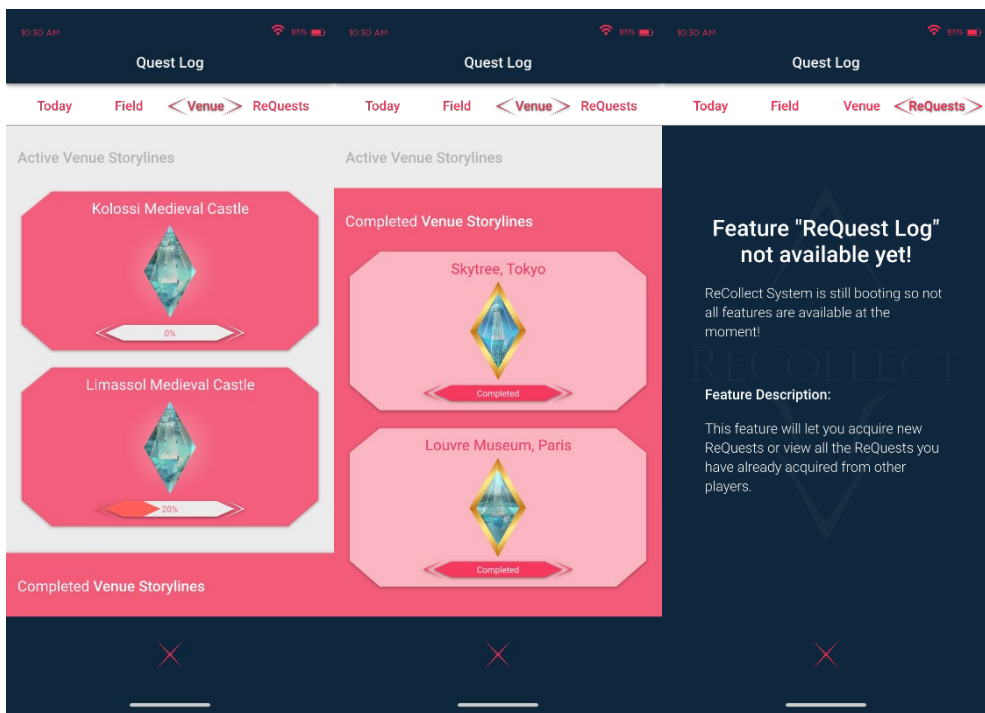 10:30 AM
85%
Quest Log
Today
Field
Venue
ReQuests
Active Venue Storylines
Kolossi Medieval Castle
0%
Limassol Medieval Castle
20%
Completed Venue Storylines
10:30 AM
85%
Quest Log
Today
Field
Venue
ReQuests
Active Venue Storylines
Completed Venue Storylines
Skytree, Tokyo
Completed
Louvre Museum, Paris
Completed
10:30 AM
85%
Quest Log
Today
Field
Venue
ReQuests
Feature "ReQuest Log"
not available yet!
ReCollect System is still booting so not
all features are available at the
moment!
RECOLLECT
Feature Description:
This feature will let you acquire new
ReQuests or view all the ReQuests you
have already acquired from other
players.